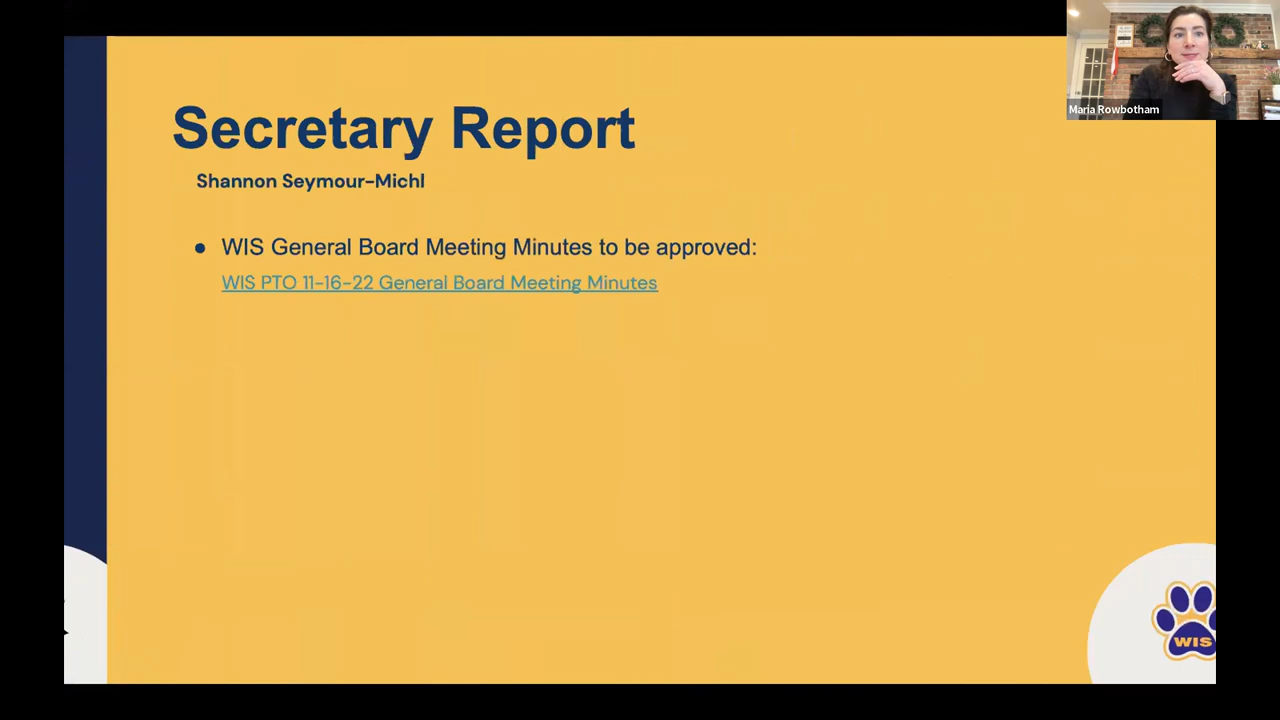 Secretary Report
Shannon Seymour-Michl
● WIS General Board Meeting Minutes to be approved:
WIS PTO 11-16-22 General Board Meeting Minutes
Maria Rowbotham
WIS